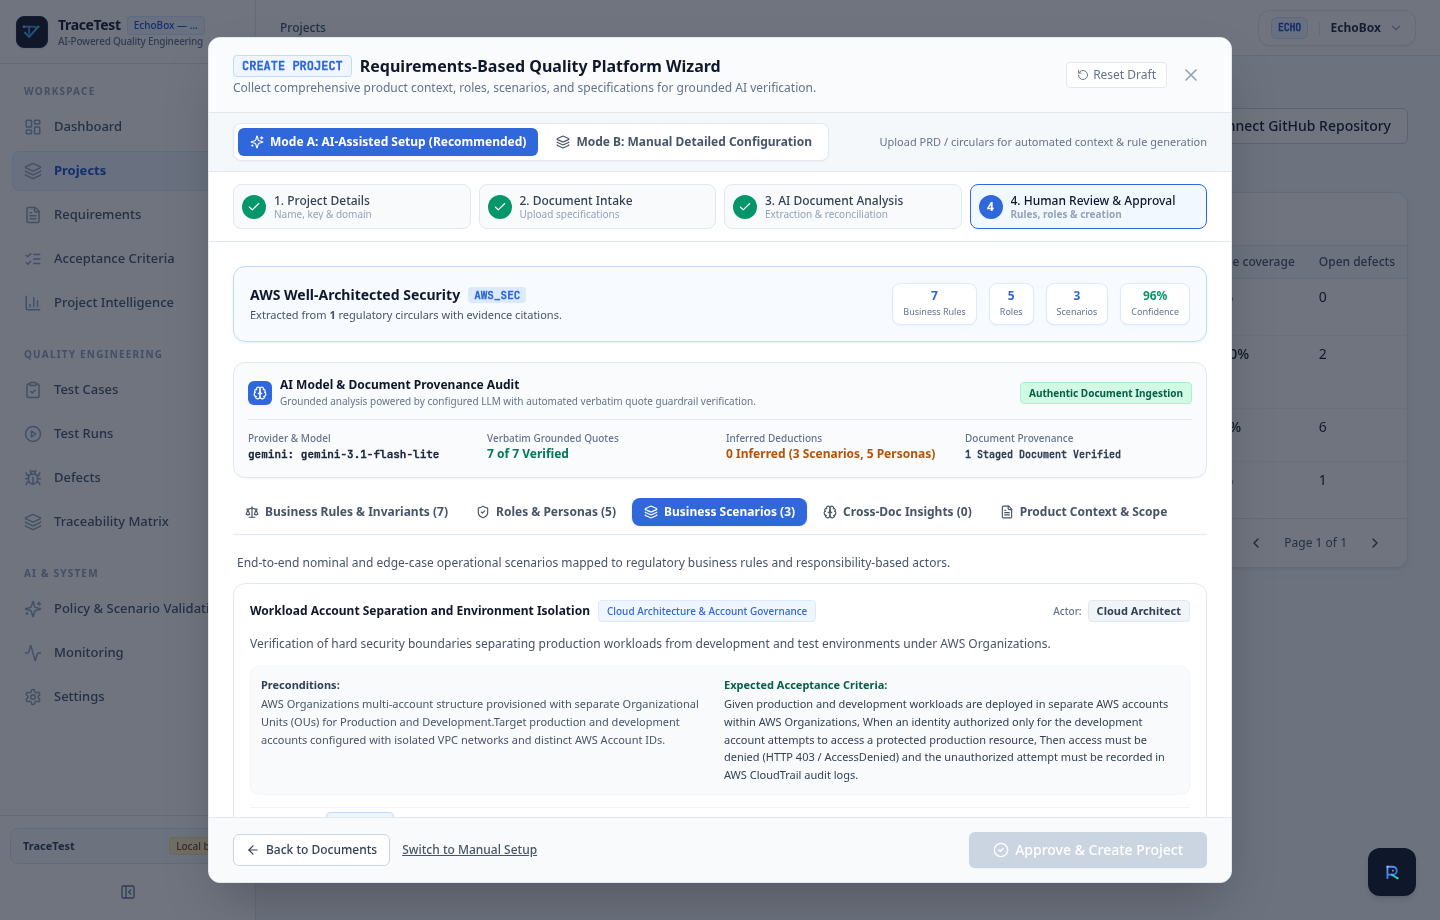 TraceTest
EchoBox — ...
AI-Powered Quality Engineering
Projects
ECHO
EchoBox
WORKSPACE
Dashboard
Projects
Requirements
Acceptance Criteria
Project Intelligence
QUALITY ENGINEERING
Test Cases
Test Runs
Defects
Traceability Matrix
AI & SYSTEM
Policy & Scenario Validati
Monitoring
Settings
TraceTest
Local b
CREATE PROJECT
Requirements-Based Quality Platform Wizard
Collect comprehensive product context, roles, scenarios, and specifications for grounded AI verification.
Reset Draft
Mode A: AI-Assisted Setup (Recommended)
Mode B: Manual Detailed Configuration
Upload PRD / circulars for automated context & rule generation
1. Project Details
Name, key & domain
2. Document Intake
Upload specifications
3. AI Document Analysis
Extraction & reconciliation
4
4. Human Review & Approval
Rules, roles & creation
AWS Well-Architected Security
AWS_SEC
Extracted from 1 regulatory circulars with evidence citations.
7
Business Rules
5
Roles
3
Scenarios
96%
Confidence
AI Model & Document Provenance Audit
Grounded analysis powered by configured LLM with automated verbatim quote guardrail verification.
Authentic Document Ingestion
Provider & Model
gemini: gemini-3.1-flash-lite
Verbatim Grounded Quotes
7 of 7 Verified
Inferred Deductions
0 Inferred (3 Scenarios, 5 Personas)
Document Provenance
1 Staged Document Verified
Business Rules & Invariants (7)
Roles & Personas (5)
Business Scenarios (3)
Cross-Doc Insights (0)
Product Context & Scope
End-to-end nominal and edge-case operational scenarios mapped to regulatory business rules and responsibility-based actors.
Workload Account Separation and Environment Isolation
Cloud Architecture & Account Governance
Actor:
Cloud Architect
Verification of hard security boundaries separating production workloads from development and test environments under AWS Organizations.
Preconditions:
AWS Organizations multi-account structure provisioned with separate Organizational
Units (OUs) for Production and Development.Target production and development
accounts configured with isolated VPC networks and distinct AWS Account IDs.
Expected Acceptance Criteria:
Given production and development workloads are deployed in separate AWS accounts
within AWS Organizations, When an identity authorized only for the development
account attempts to access a protected production resource, Then access must be
denied (HTTP 403 / AccessDenied) and the unauthorized attempt must be recorded in
AWS CloudTrail audit logs.
Back to Documents
Switch to Manual Setup
Approve & Create Project
nnect GitHub Repository
e coverage
Open defects
0
0%
2
%
6
1
Page 1 of 1